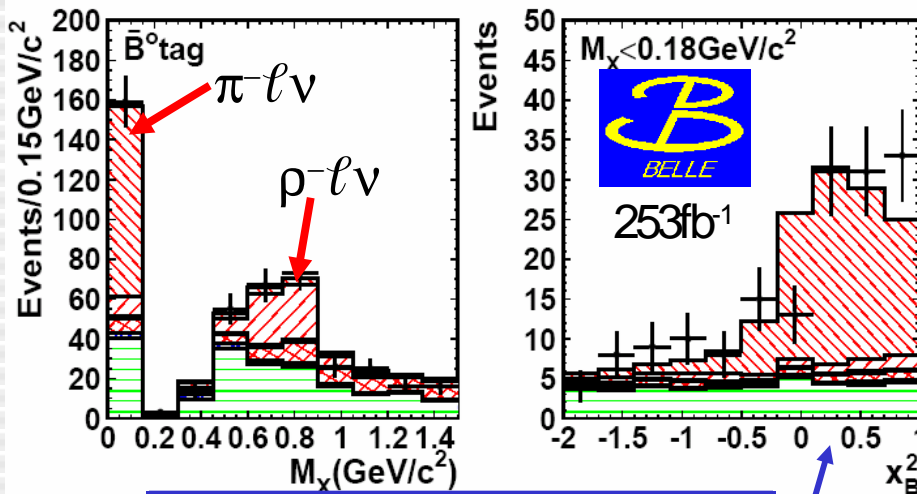 Events/0.15GeV/c²
200
180
160
140
120
100
80
60
40
20
0
B̄⁰tag
π⁻ℓν
ρ⁻ℓν
0 0.2 0.4 0.6 0.8 1 1.2 1.4
Mₓ(GeV/c²)
Events
50
45
40
35
30
25
20
15
10
5
0
Mₓ<0.18GeV/c²
BELLE
253fb⁻¹
-2 -1.5 -1 -0.5 0 0.5 1
x_B²